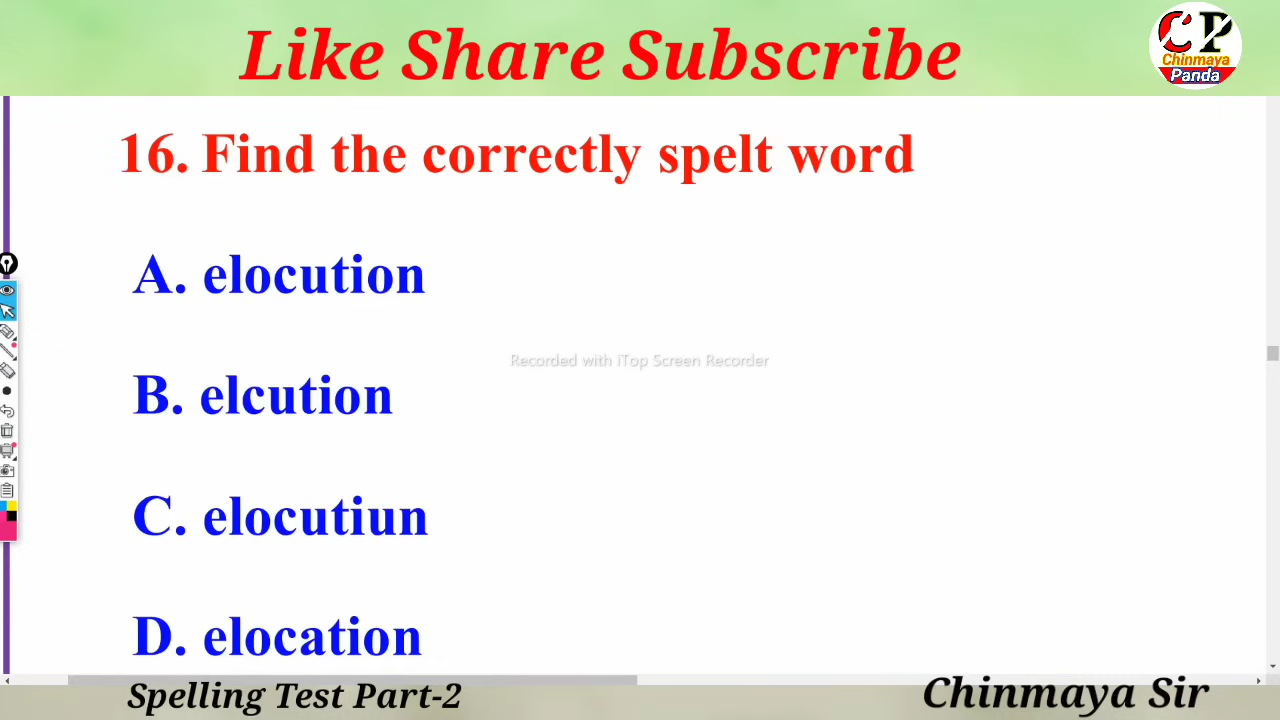 Like Share Subscribe
CP
Chinmaya
Panda
16. Find the correctly spelt word
A. elocution
Recorded with iTop Screen Recorder
B. elcution
C. elocutiun
D. elocation
Spelling Test Part-2
Chinmaya Sir